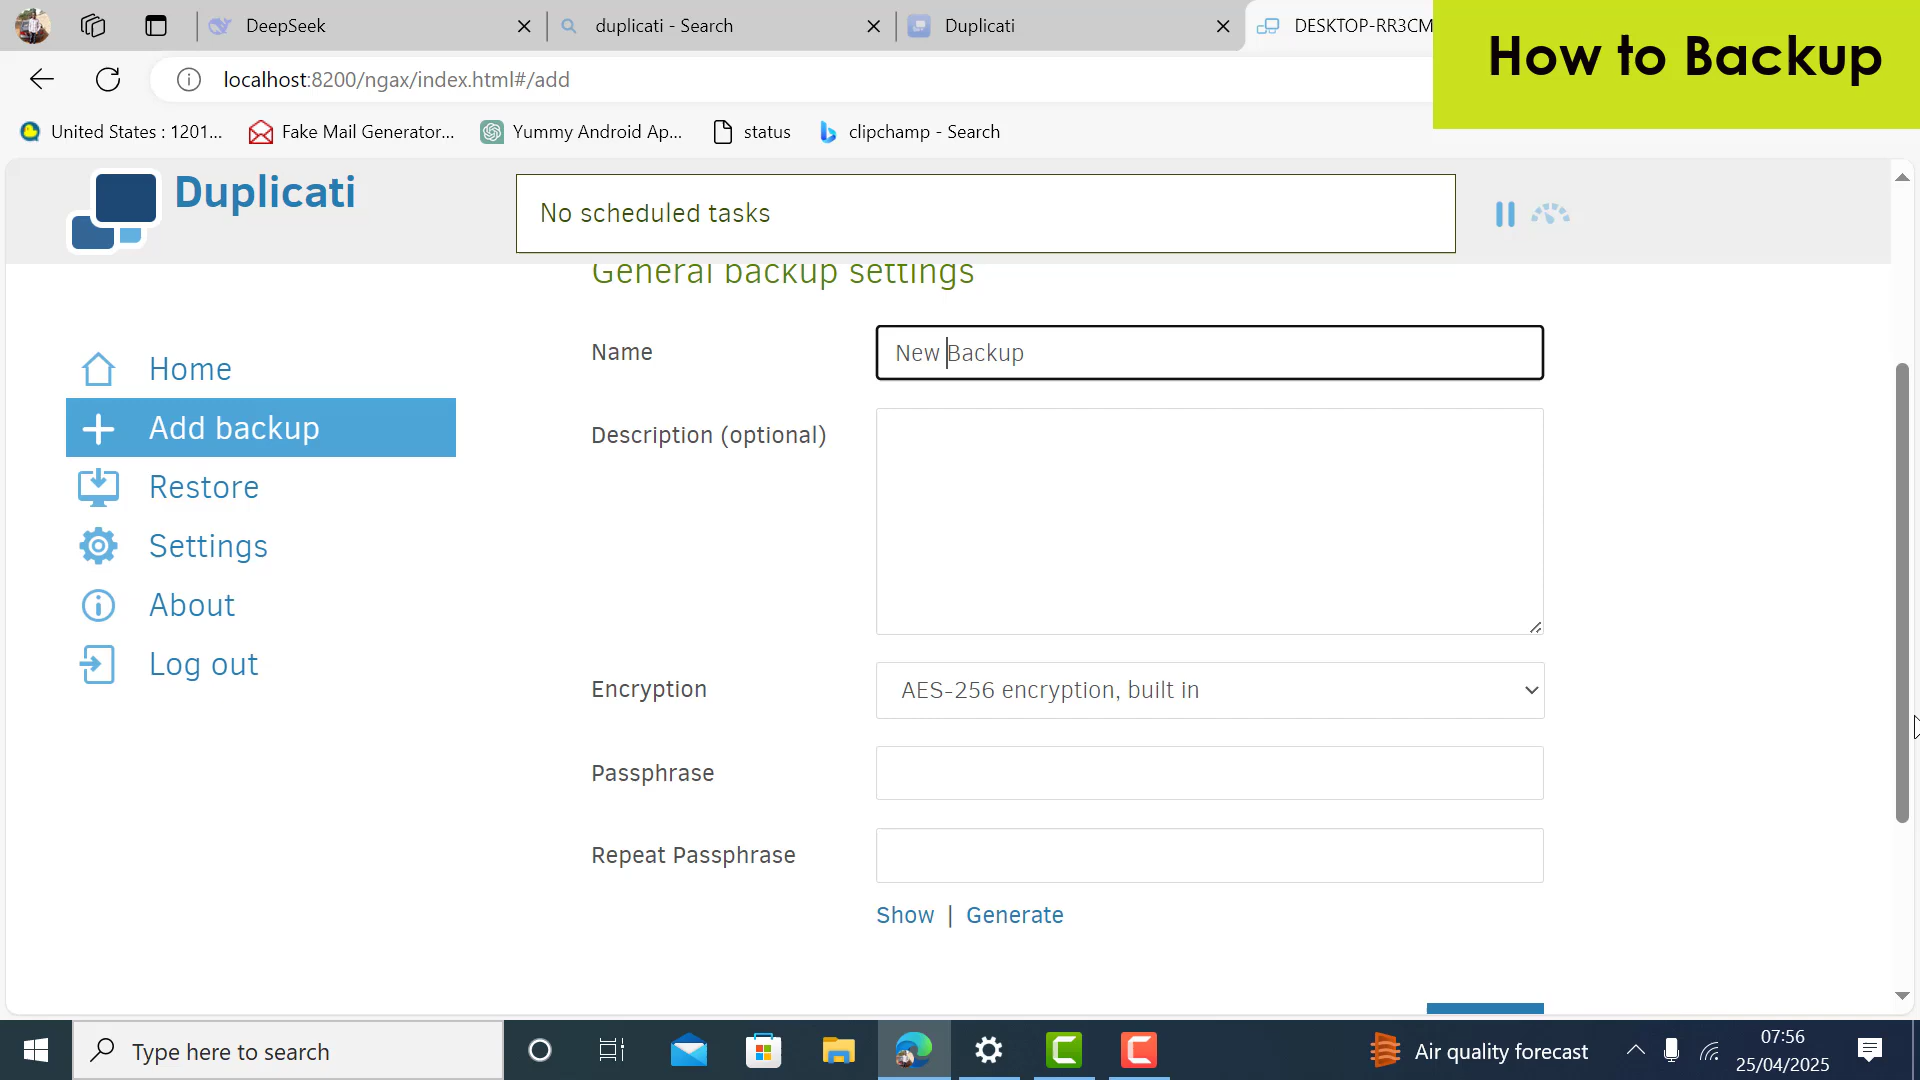 DeepSeek
duplicati - Search
Duplicati
DESKTOP-RR3CM
How to Backup
localhost:8200/ngax/index.html#/add
United States : 1201...
Fake Mail Generator...
Yummy Android Ap...
status
clipchamp - Search
Duplicati
No scheduled tasks
General backup settings
Home
Add backup
Restore
Settings
About
Log out
Name
New Backup
Description (optional)
Encryption
AES-256 encryption, built in
Passphrase
Repeat Passphrase
Show | Generate
Type here to search
Air quality forecast
07:56
25/04/2025